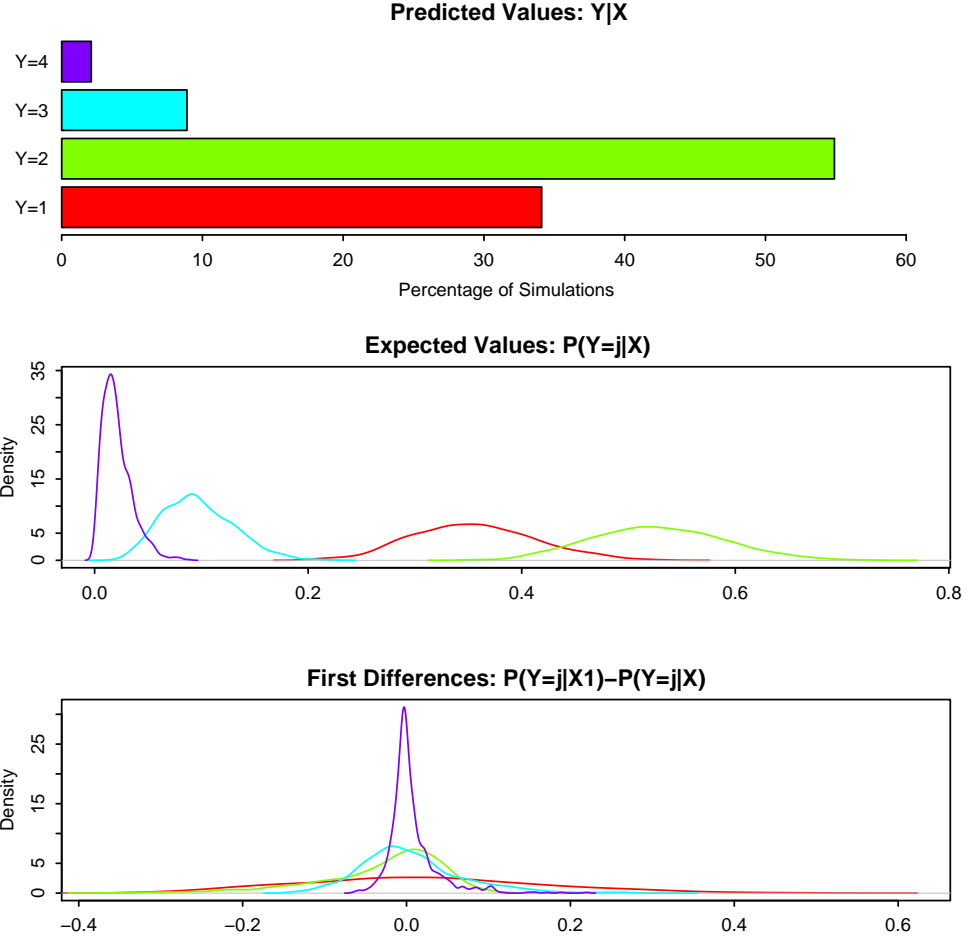 Predicted Values: Y|X
Y=4
Y=3
Y=2
Y=1
0 10 20 30 40 50 60
Percentage of Simulations
Expected Values: P(Y=j|X)
35
25
15
5
0
Density
0.0 0.2 0.4 0.6 0.8
First Differences: P(Y=j|X1)−P(Y=j|X)
25
15
5
0
Density
−0.4 −0.2 0.0 0.2 0.4 0.6